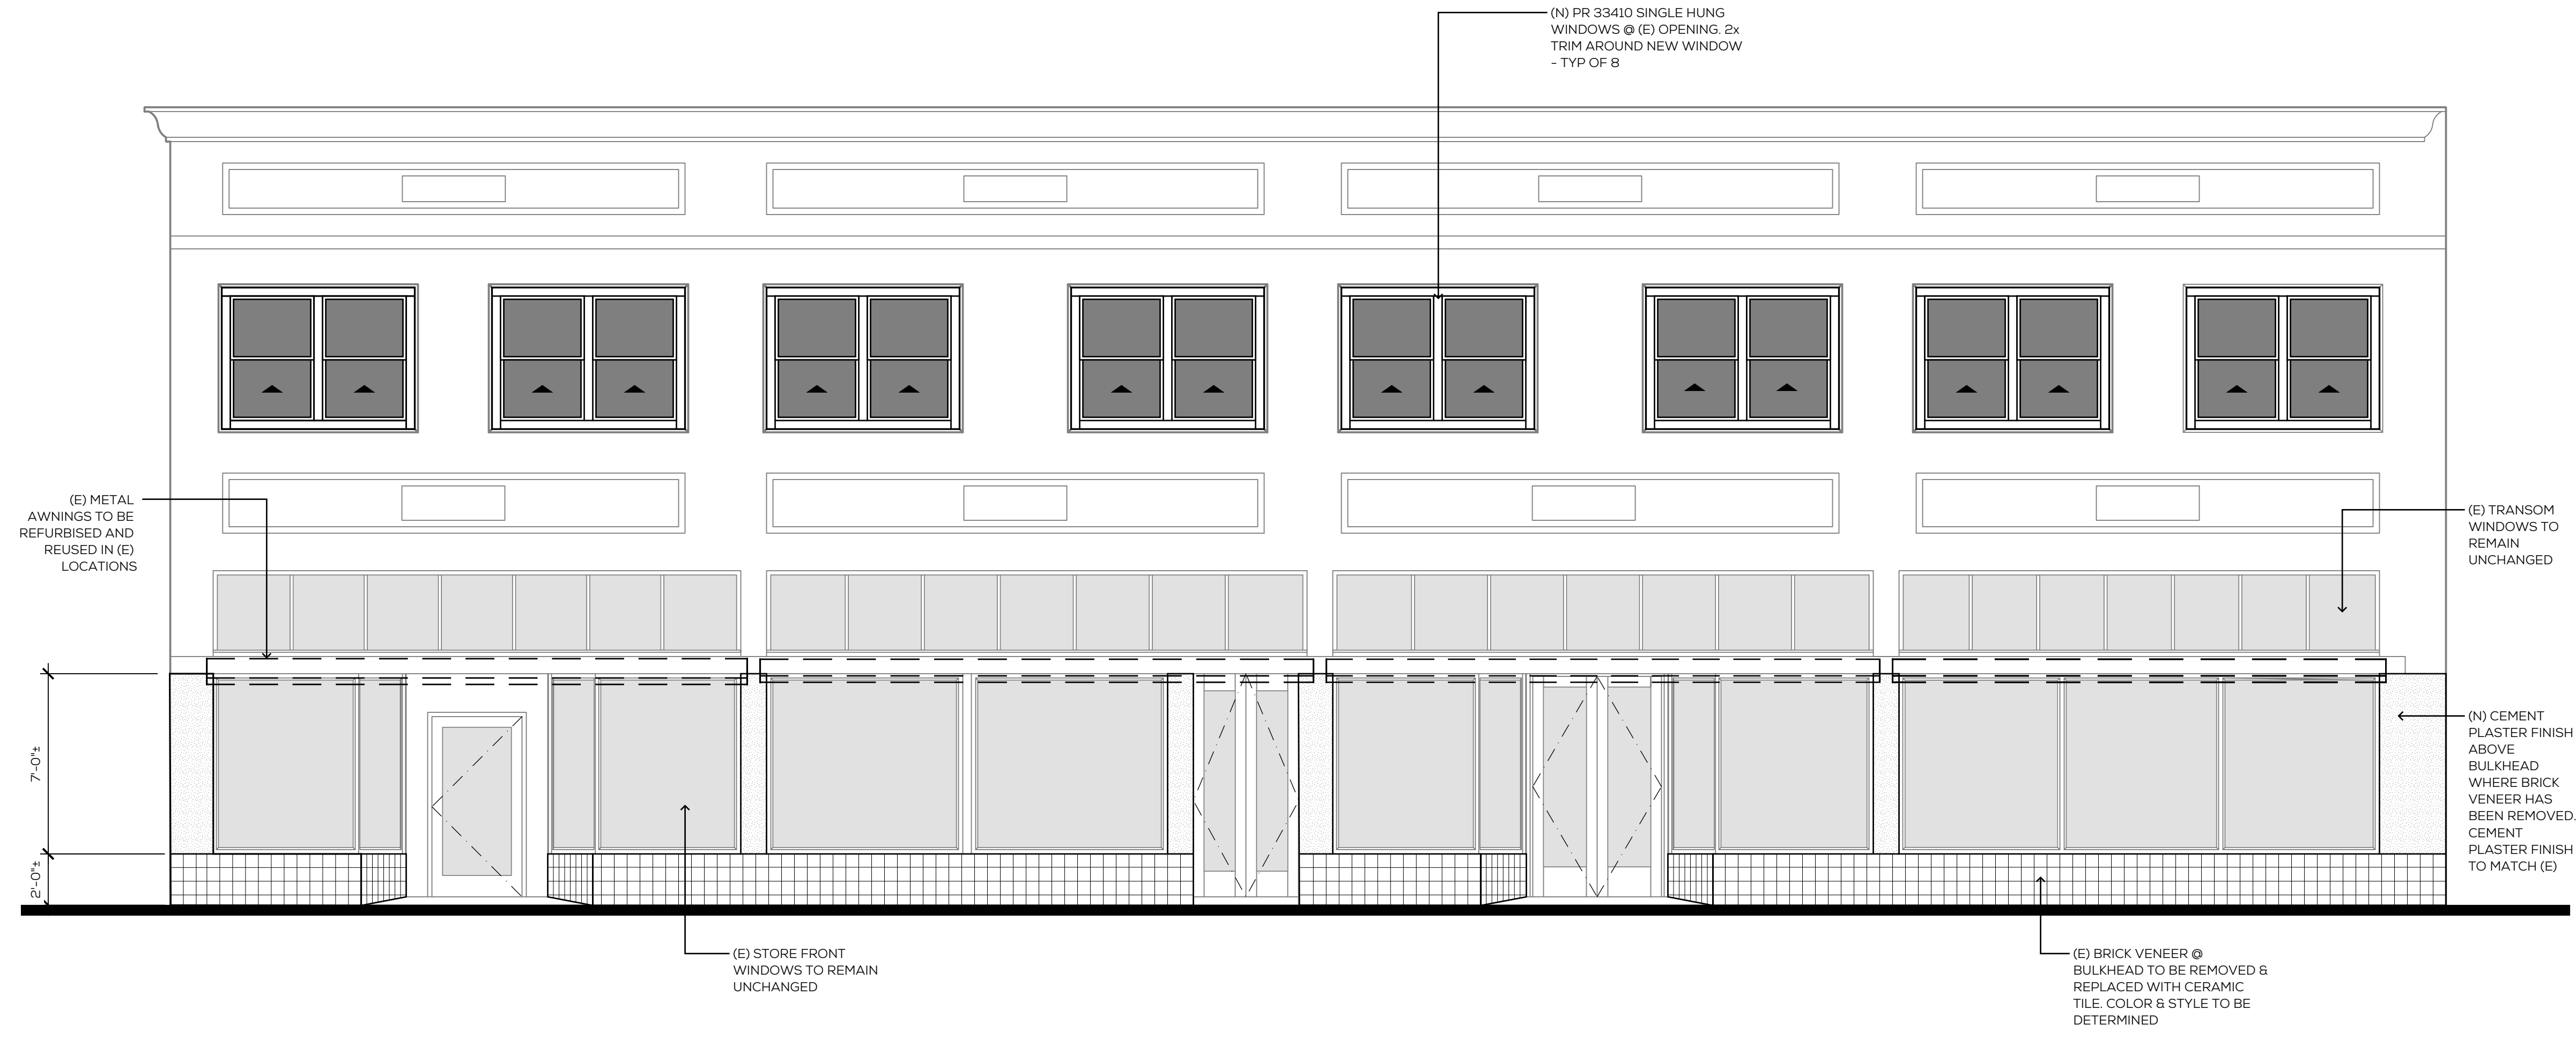 (N) PR 33410 SINGLE HUNG
WINDOWS @ (E) OPENING. 2x
TRIM AROUND NEW WINDOW
- TYP OF 8
(E) METAL
AWNINGS TO BE
REFURBISED AND
REUSED IN (E)
LOCATIONS
(E) TRANSOM
WINDOWS TO
REMAIN
UNCHANGED
7'-0"±
2'-0"±
(N) CEMENT
PLASTER FINISH
ABOVE
BULKHEAD
WHERE BRICK
VENEER HAS
BEEN REMOVED.
CEMENT
PLASTER FINISH
TO MATCH (E)
(E) STORE FRONT
WINDOWS TO REMAIN
UNCHANGED
(E) BRICK VENEER @
BULKHEAD TO BE REMOVED &
REPLACED WITH CERAMIC
TILE. COLOR & STYLE TO BE
DETERMINED